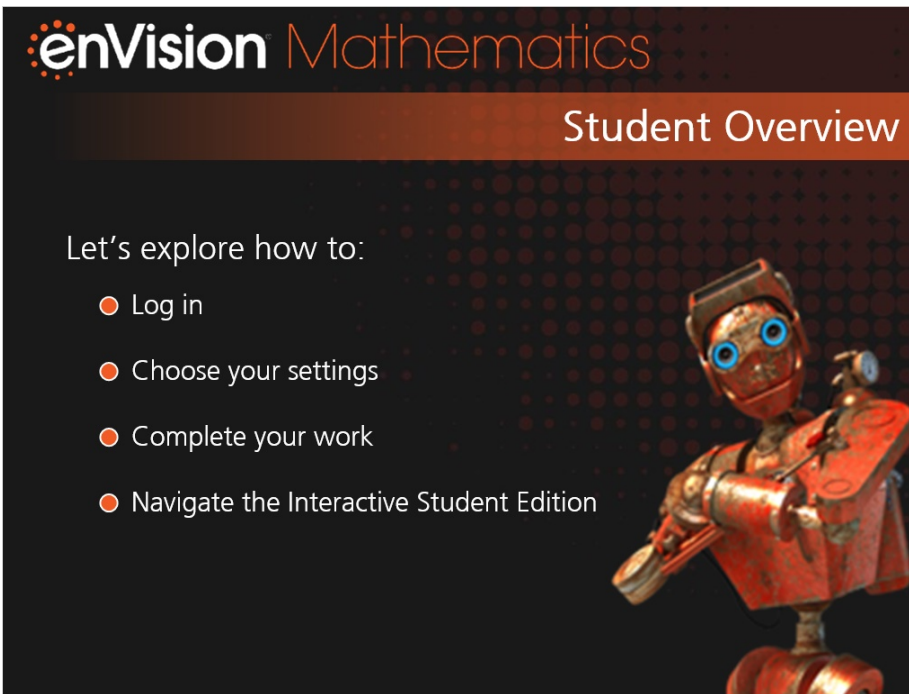 enVision Mathematics
Student Overview
Let's explore how to:
Log in
Choose your settings
Complete your work
Navigate the Interactive Student Edition